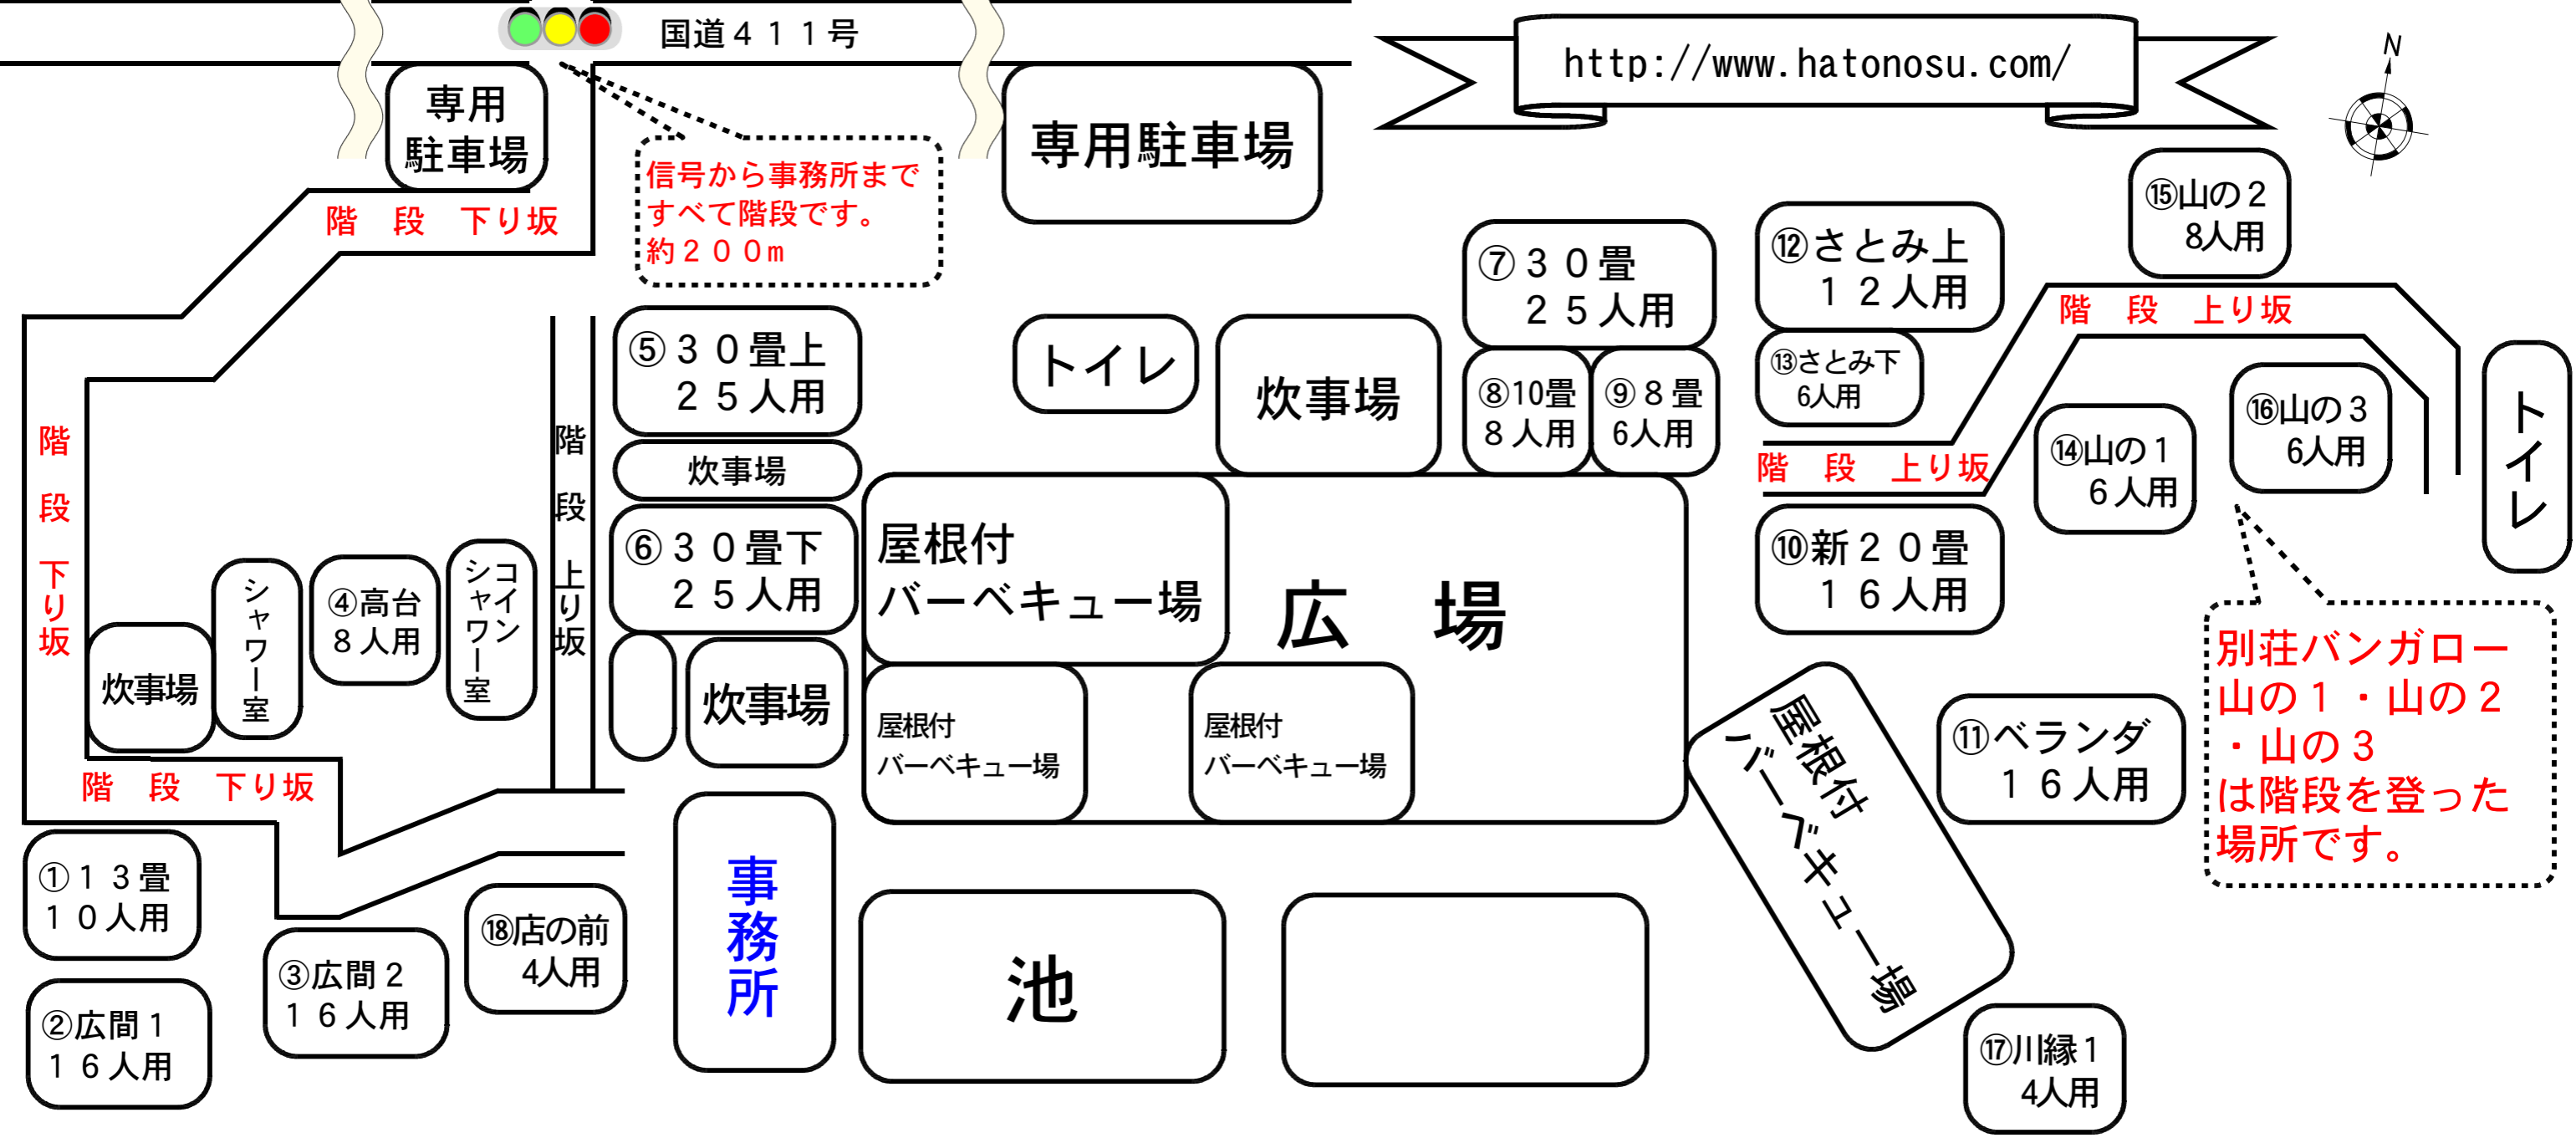 国道４１１号
http://www.hatonosu.com/
N
専用
駐車場
専用駐車場
信号から事務所まで
すべて階段です。
約２００m
階　段　下り坂
⑮山の２
8人用
⑦３０畳
２５人用
⑫さとみ上
１２人用
階　段　上り坂
⑤３０畳上
２５人用
トイレ
炊事場
⑧10畳
８人用
⑨８畳
6人用
⑬さとみ下
6人用
⑭山の１
６人用
⑯山の３
6人用
トイレ
階　段　下り坂
階　段　上り坂
炊事場
階　段　上り坂
⑥３０畳下
２５人用
屋根付
バーベキュー場
広　場
⑩新２０畳
１６人用
炊事場
シャワー室
④高台
８人用
コイン
シャワー室
炊事場
屋根付
バーベキュー場
屋根付
バーベキュー場
屋根付
バーベキュー場
⑪ベランダ
１６人用
別荘バンガロー
山の１・山の２
・山の３
は階段を登った
場所です。
階　段　下り坂
①１３畳
１０人用
②広間１
１６人用
③広間２
１６人用
⑱店の前
4人用
事務所
池
⑰川縁１
4人用